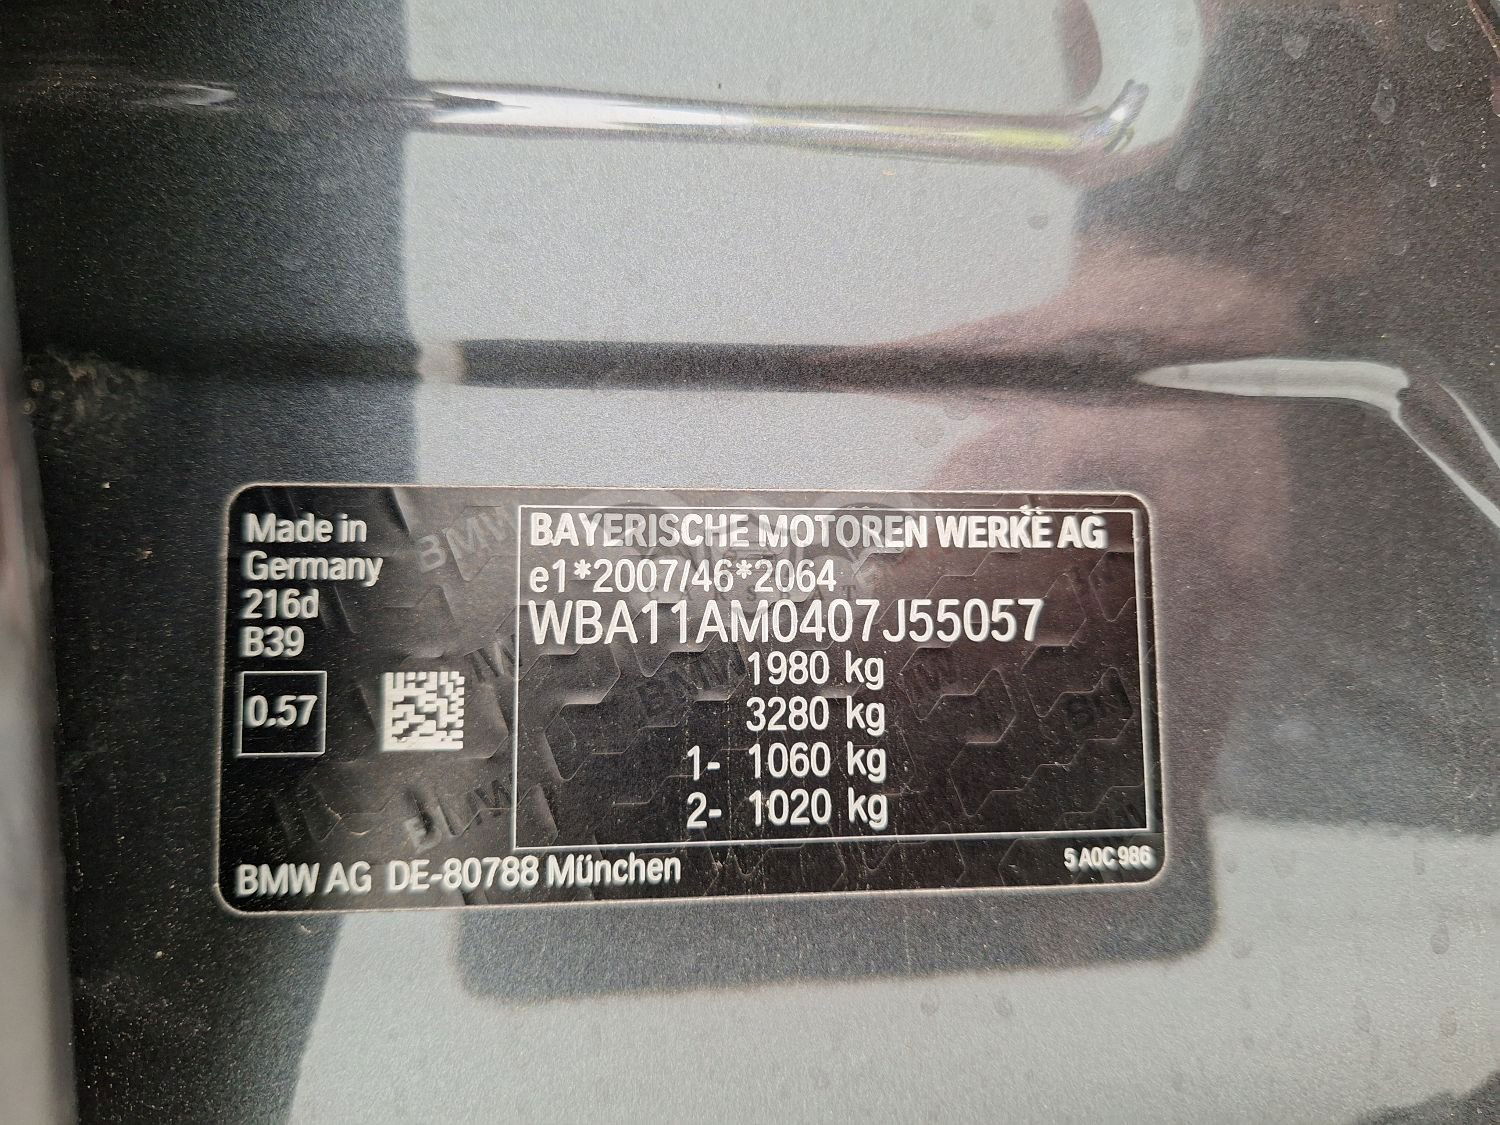 Made in
Germany
216d
B39
0.57
BAYERISCHE MOTOREN WERKE AG
e1*2007/46*2064
WBA11AM0407J55057
1980 kg
3280 kg
1- 1060 kg
2- 1020 kg
BMW AG DE-80788 München
5 A0C 986